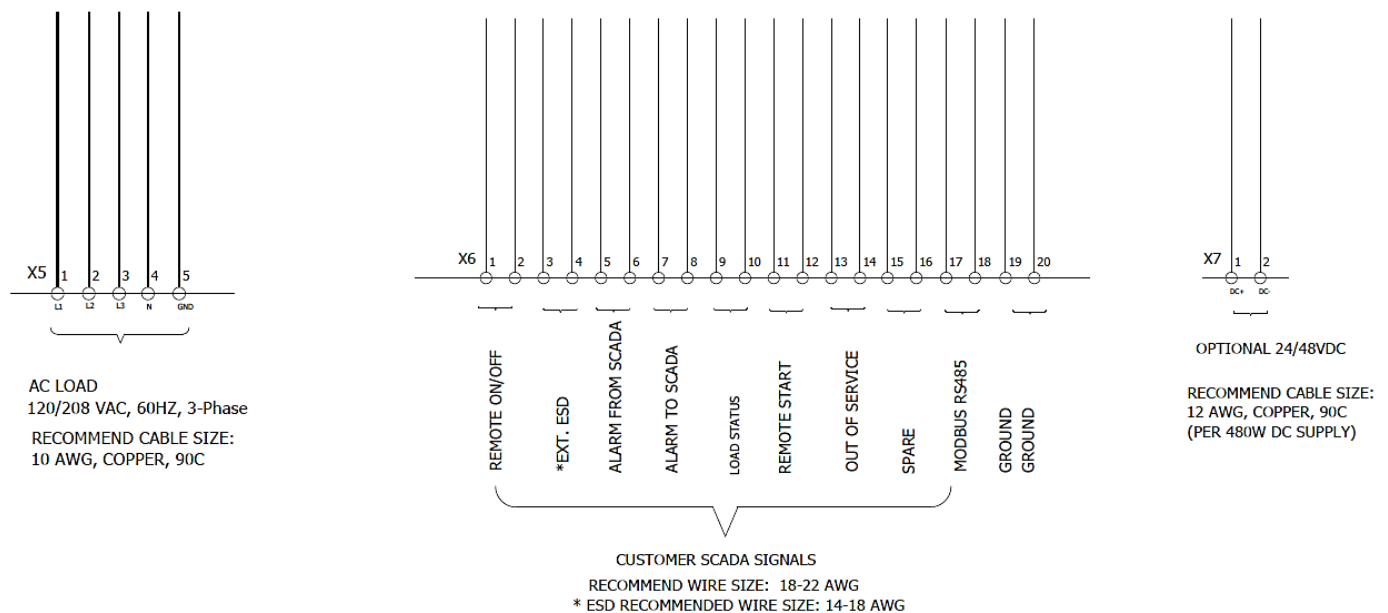 X5
1
2
3
4
5
L1
L2
L3
N
GND
AC LOAD
120/208 VAC, 60HZ, 3-Phase
RECOMMEND CABLE SIZE:
10 AWG, COPPER, 90C
X6
1
2
3
4
5
6
7
8
9
10
11
12
13
14
15
16
17
18
19
20
REMOTE ON/OFF
*EXT. ESD
ALARM FROM SCADA
ALARM TO SCADA
LOAD STATUS
REMOTE START
OUT OF SERVICE
SPARE
MODBUS RS485
GROUND
GROUND
CUSTOMER SCADA SIGNALS
RECOMMEND WIRE SIZE: 18-22 AWG
* ESD RECOMMENDED WIRE SIZE: 14-18 AWG
X7
1
2
DC+
DC-
OPTIONAL 24/48VDC
RECOMMEND CABLE SIZE:
12 AWG, COPPER, 90C
(PER 480W DC SUPPLY)